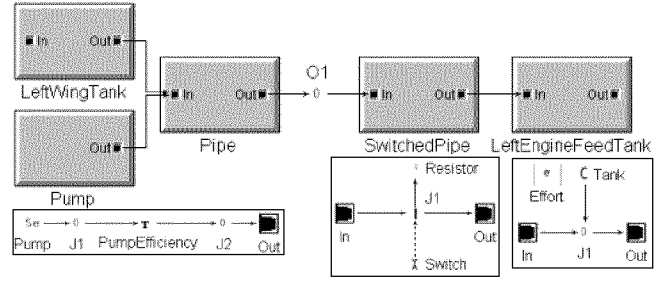 In Out
LeftWingTank
Out
Pump
In Out
Pipe
O1
0
In Out
SwitchedPipe
In Out
LeftEngineFeedTank
Se 0 T 0
Pump J1 PumpEfficiency J2 Out
Resistor
J1
In Out
Switch
e C Tank
Effort
0
In J1 Out